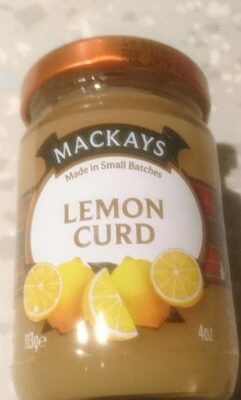 MACKAYS
Made in Small Batches
LEMON
CURD
113g℮
4oz